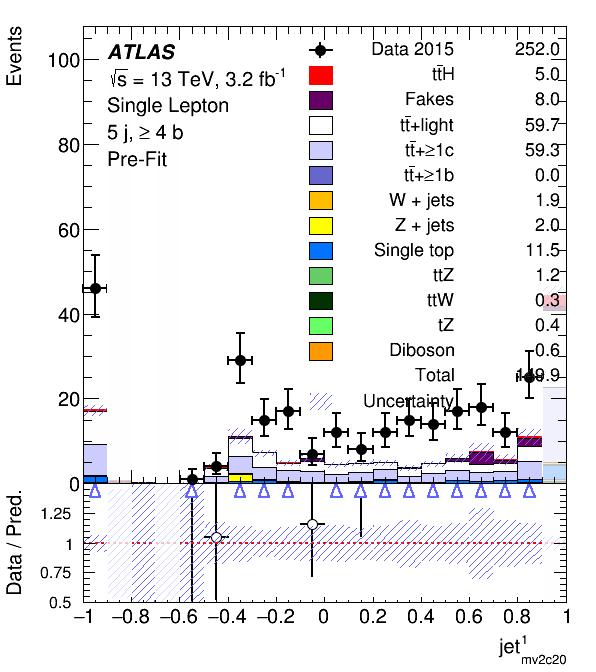 Events
ATLAS
√s = 13 TeV, 3.2 fb-1
Single Lepton
5 j, ≥ 4 b
Pre-Fit
Data 2015 252.0
tt̄H 5.0
Fakes 8.0
tt̄+light 59.7
tt̄+≥1c 59.3
tt̄+≥1b 0.0
W + jets 1.9
Z + jets 2.0
Single top 11.5
ttZ 1.2
ttW 0.3
tZ 0.4
Diboson 0.6
Total 149.9
Uncertainty
100
80
60
40
20
0
Data / Pred.
1.25
1
0.75
0.5
−1 −0.8 −0.6 −0.4 −0.2 0 0.2 0.4 0.6 0.8 1
jet1mv2c20